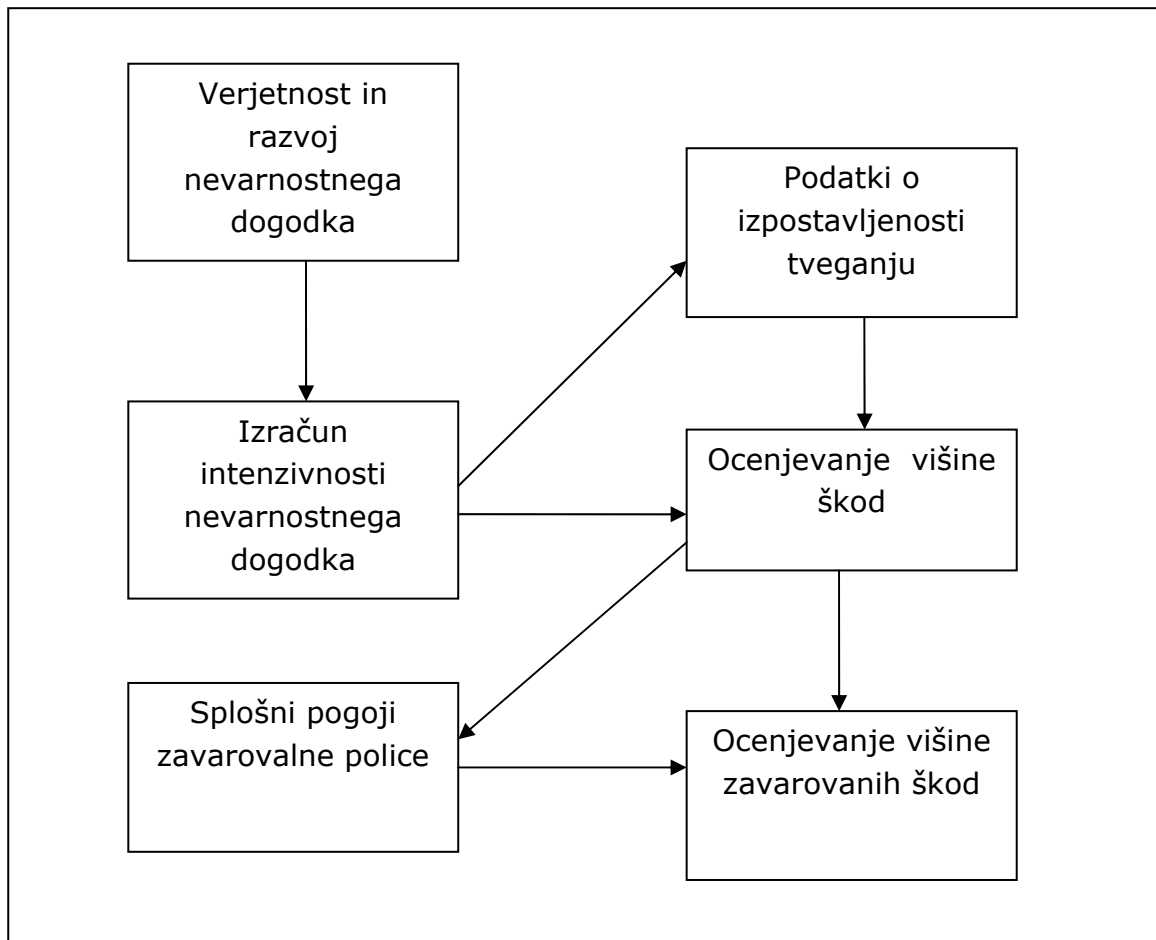 Verjetnost in
razvoj
nevarnostnega
dogodka
Podatki o
izpostavljenosti
tveganju
Izračun
intenzivnosti
nevarnostnega
dogodka
Ocenjevanje višine
škod
Splošni pogoji
zavarovalne police
Ocenjevanje višine
zavarovanih škod